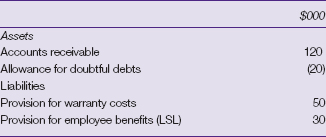 $000
Assets
Accounts receivable 120
Allowance for doubtful debts (20)
Liabilities
Provision for warranty costs 50
Provision for employee benefits (LSL) 30